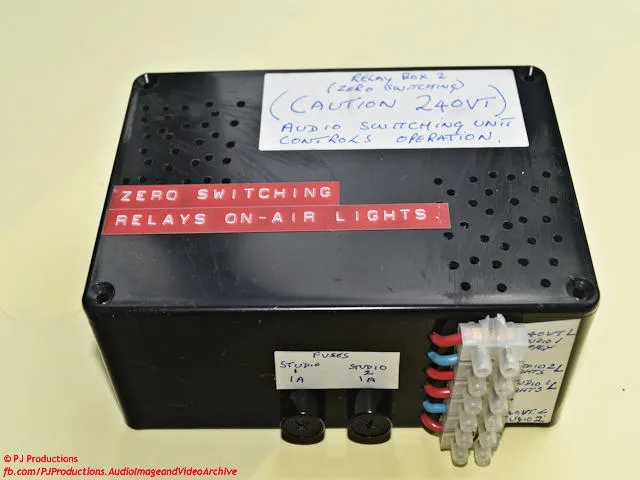 RELAY BOX 2
(ZERO SWITCHING)
(CAUTION 240VT)
AUDIO SWITCHING UNIT
CONTROLS OPERATION.
ZERO SWITCHING
RELAYS ON-AIR LIGHTS
FUSES
STUDIO STUDIO
1 2
1A 1A
© PJ Productions
fb.com/PJProductions.AudioImageandVideoArchive